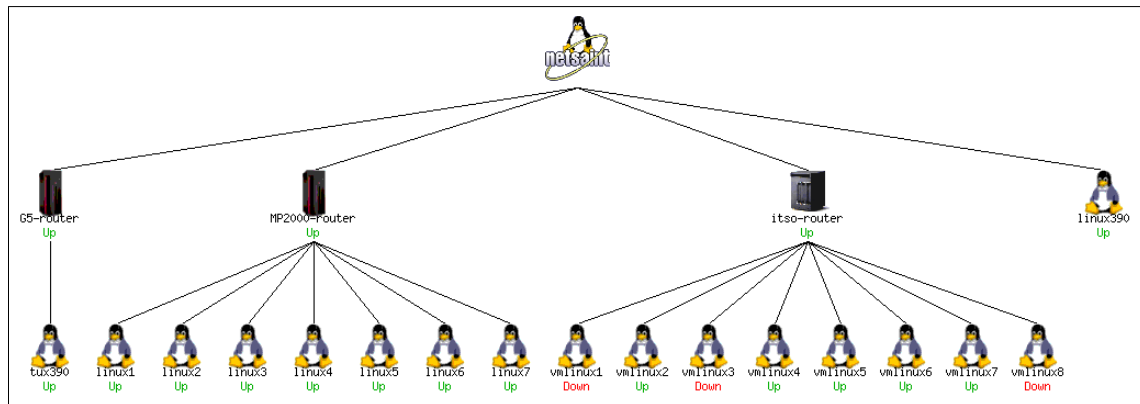 netsaint
G5-router
Up
MP2000-router
Up
itso-router
Up
linux390
Up
tux390
Up
linux1
Up
linux2
Up
linux3
Up
linux4
Up
linux5
Up
linux6
Up
linux7
Up
vmlinux1
Down
vmlinux2
Up
vmlinux3
Down
vmlinux4
Up
vmlinux5
Up
vmlinux6
Up
vmlinux7
Up
vmlinux8
Down